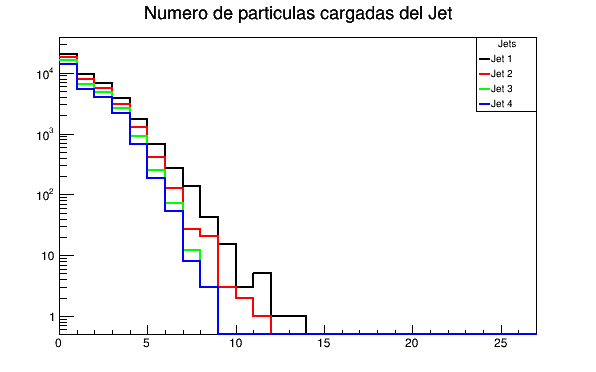 Numero de particulas cargadas del Jet
Jets
Jet 1
Jet 2
Jet 3
Jet 4
10⁴
10³
10²
10
1
0 5 10 15 20 25